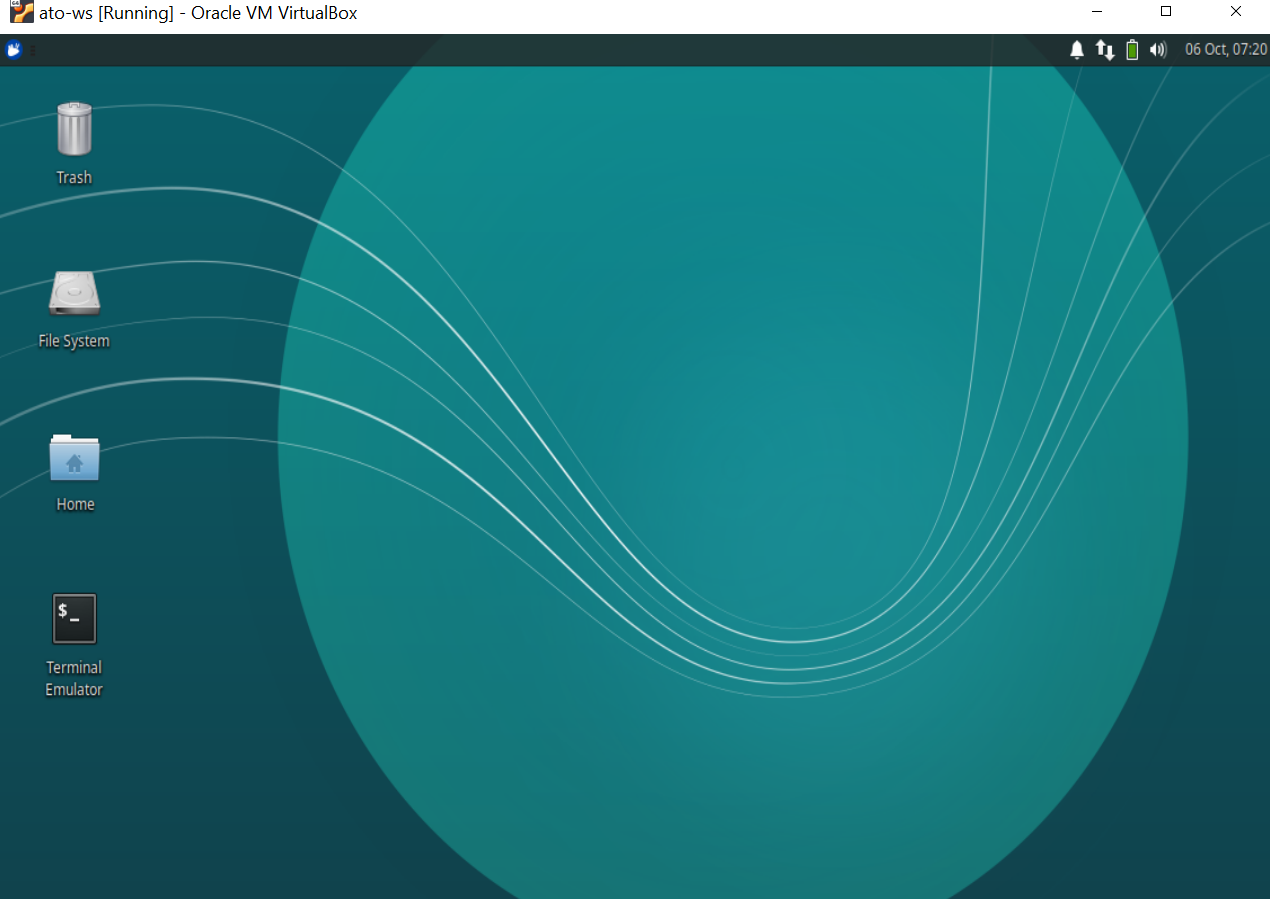 ato-ws [Running] - Oracle VM VirtualBox
06 Oct, 07:20
Trash
File System
Home
$_
Terminal
Emulator